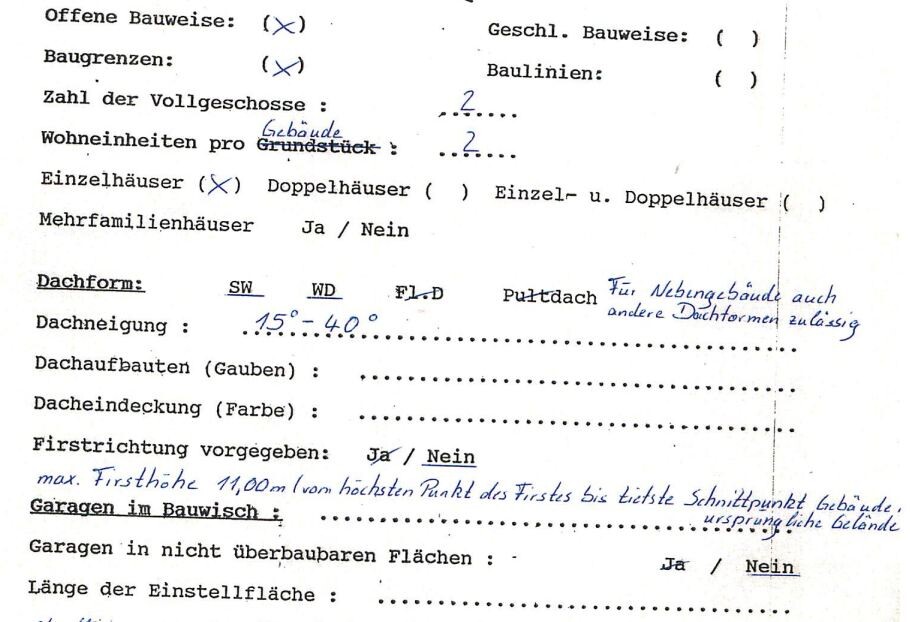 Offene Bauweise: (X) Geschl. Bauweise: ( )
Baugrenzen: (X) Baulinien: ( )
Zahl der Vollgeschosse : ..2.....
Gebäude
Wohneinheiten pro Grundstück : ..2.....
Einzelhäuser (X) Doppelhäuser ( ) Einzel- u. Doppelhäuser ( )
Mehrfamilienhäuser Ja / Nein
Dachform: SW WD Fl.D Pultdach Für Nebengebäude auch
andere Dachformen zulässig
Dachneigung : 15° - 40° ........................................
Dachaufbauten (Gauben) : ........................................
Dacheindeckung (Farbe) : ........................................
Firstrichtung vorgegeben: Ja / Nein
max. Firsthöhe 11,00m (vom höchsten Punkt des Firstes bis tiefste Schnittpunkt Gebäude,
ursprüngliche Gelände
Garagen im Bauwisch : ........................................
Garagen in nicht überbaubaren Flächen : Ja / Nein
Länge der Einstellfläche : ........................................